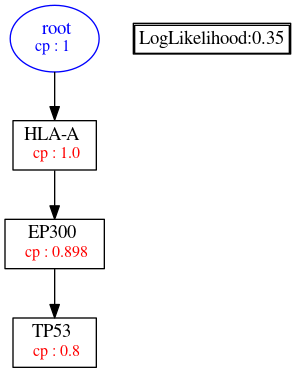 root
cp : 1
LogLikelihood:0.35
HLA-A
cp : 1.0
EP300
cp : 0.898
TP53
cp : 0.8